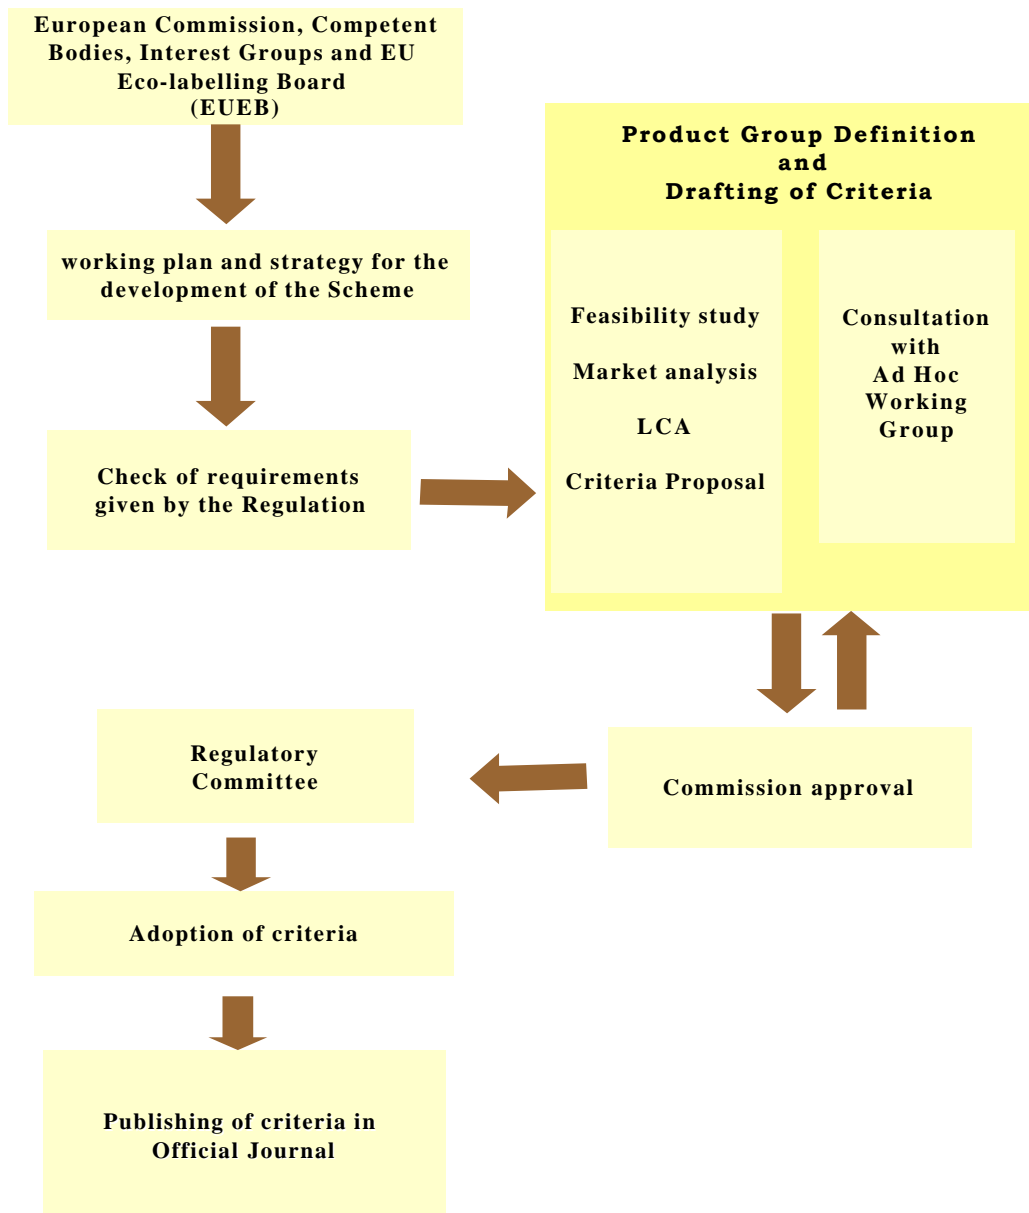 European Commission, Competent
Bodies, Interest Groups and EU
Eco-labelling Board
(EUEB)
working plan and strategy for the
development of the Scheme
Check of requirements
given by the Regulation
Product Group Definition
and
Drafting of Criteria
Feasibility study
Market analysis
LCA
Criteria Proposal
Consultation
with
Ad Hoc
Working
Group
Commission approval
Regulatory
Committee
Adoption of criteria
Publishing of criteria in
Official Journal